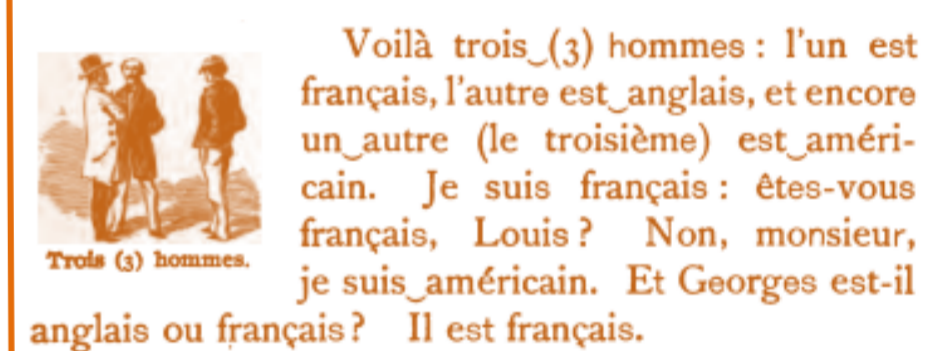 Voilà trois‿(3) hommes : l'un est
français, l'autre est‿anglais, et encore
un‿autre (le troisième) est‿améri-
cain. Je suis français : êtes-vous
français, Louis ? Non, monsieur,
je suis‿américain. Et Georges est-il
anglais ou français ? Il est français.
Trois (3) hommes.